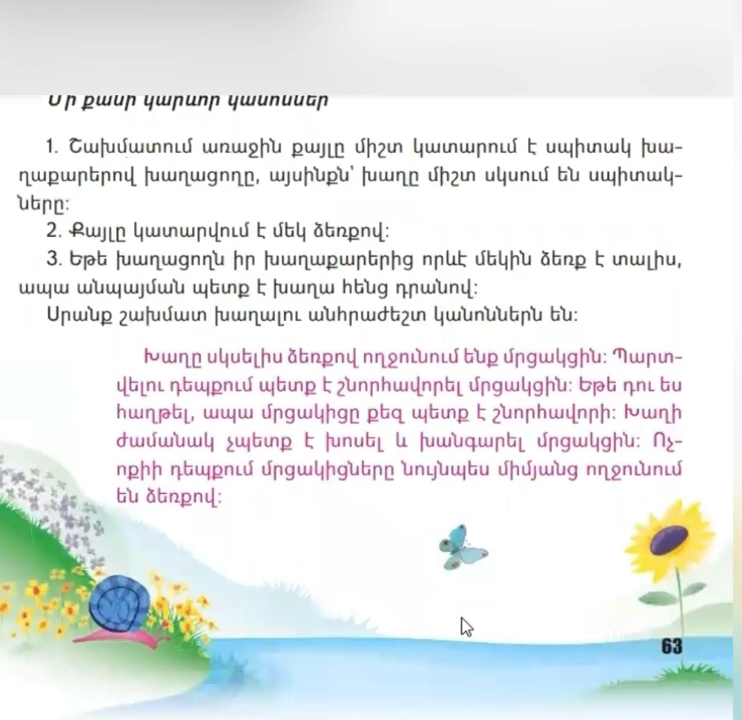 Մի քանի կարևոր կանոններ
1. Շախմատում առաջին քայլը միշտ կատարում է սպիտակ խա-
ղաքարերով խաղացողը, այսինքն՝ խաղը միշտ սկսում են սպիտակ-
ները:
2. Քայլը կատարվում է մեկ ձեռքով:
3. Եթե խաղացողն իր խաղաքարերից որևէ մեկին ձեռք է տալիս,
ապա անպայման պետք է խաղա հենց դրանով:
Սրանք շախմատ խաղալու անհրաժեշտ կանոններն են:
Խաղը սկսելիս ձեռքով ողջունում ենք մրցակցին: Պարտ-
վելու դեպքում պետք է շնորհավորել մրցակցին: Եթե դու ես
հաղթել, ապա մրցակիցը քեզ պետք է շնորհավորի: Խաղի
ժամանակ չպետք է խոսել և խանգարել մրցակցին: Ոչ-
ոքիի դեպքում մրցակիցները նույնպես միմյանց ողջունում
են ձեռքով:
63